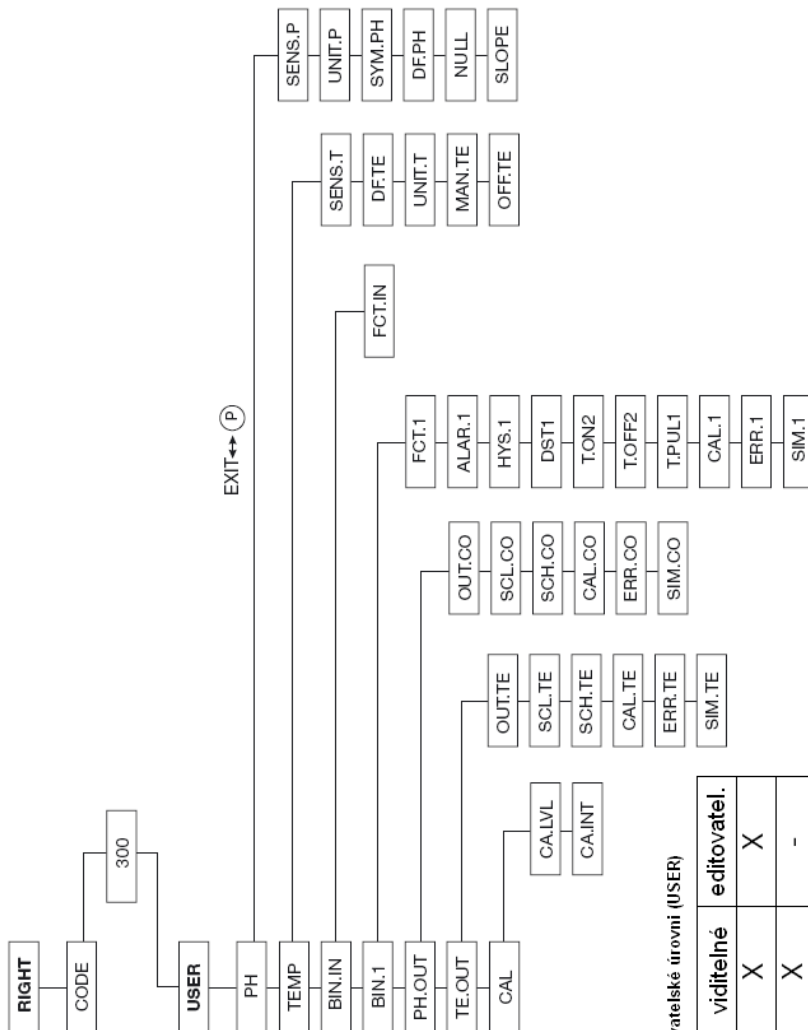 RIGHT
CODE
300
USER
EXIT↔(P)
PH
SENS.P
UNIT.P
SYM.PH
DF.PH
NULL
SLOPE
TEMP
SENS.T
DF.TE
UNIT.T
MAN.TE
OFF.TE
BIN.IN
FCT.IN
BIN.1
FCT.1
ALAR.1
HYS.1
DST1
T.ON2
T.OFF2
T.PUL1
CAL.1
ERR.1
SIM.1
PH.OUT
OUT.CO
SCL.CO
SCH.CO
CAL.CO
ERR.CO
SIM.CO
TE.OUT
OUT.TE
SCL.TE
SCH.TE
CAL.TE
ERR.TE
SIM.TE
CAL
CA.LVL
CA.INT
vatelské úrovni (USER)
viditelné editovatel.
X X
X -